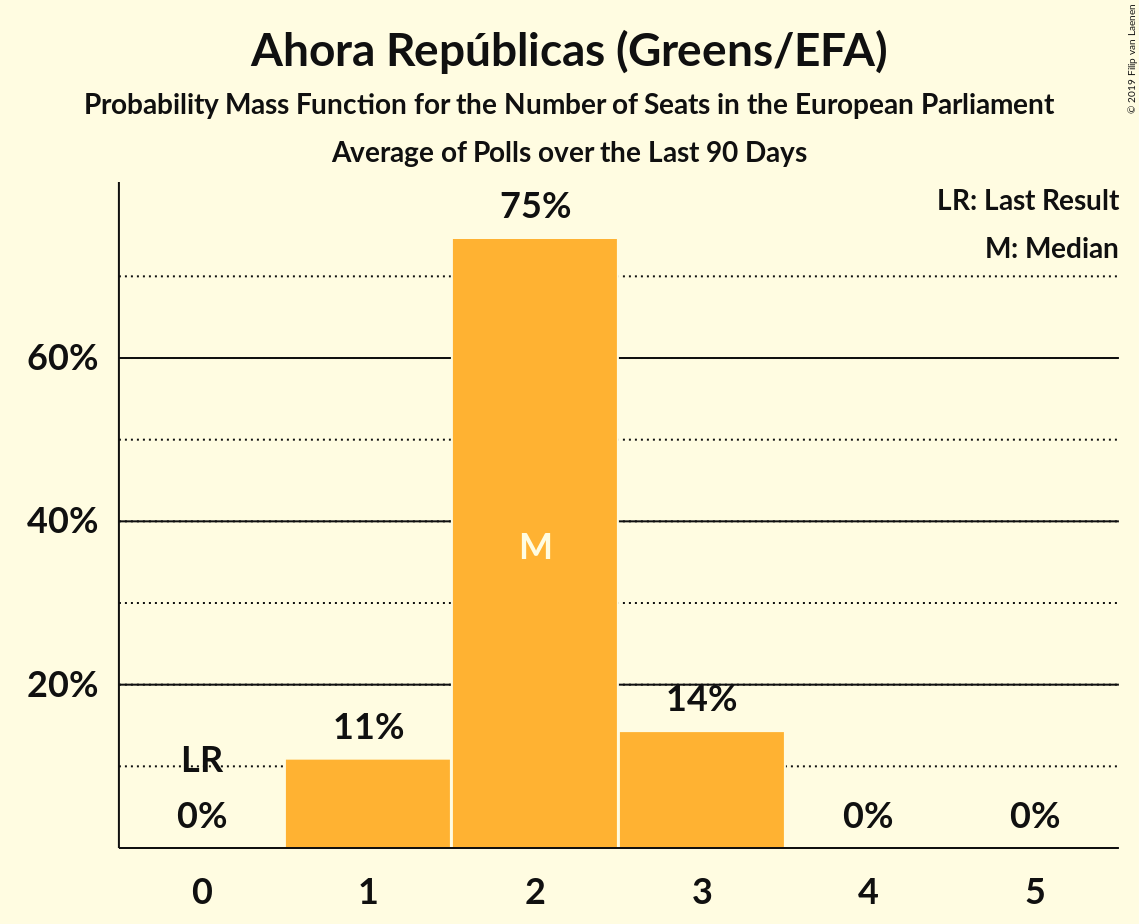 Ahora Repúblicas (Greens/EFA)
Probability Mass Function for the Number of Seats in the European Parliament
Average of Polls over the Last 90 Days
© 2019 Filip van Laenen
LR: Last Result
M: Median
75%
60%
40%
M
20%
14%
11%
LR
0%
0%
0%
0 1 2 3 4 5